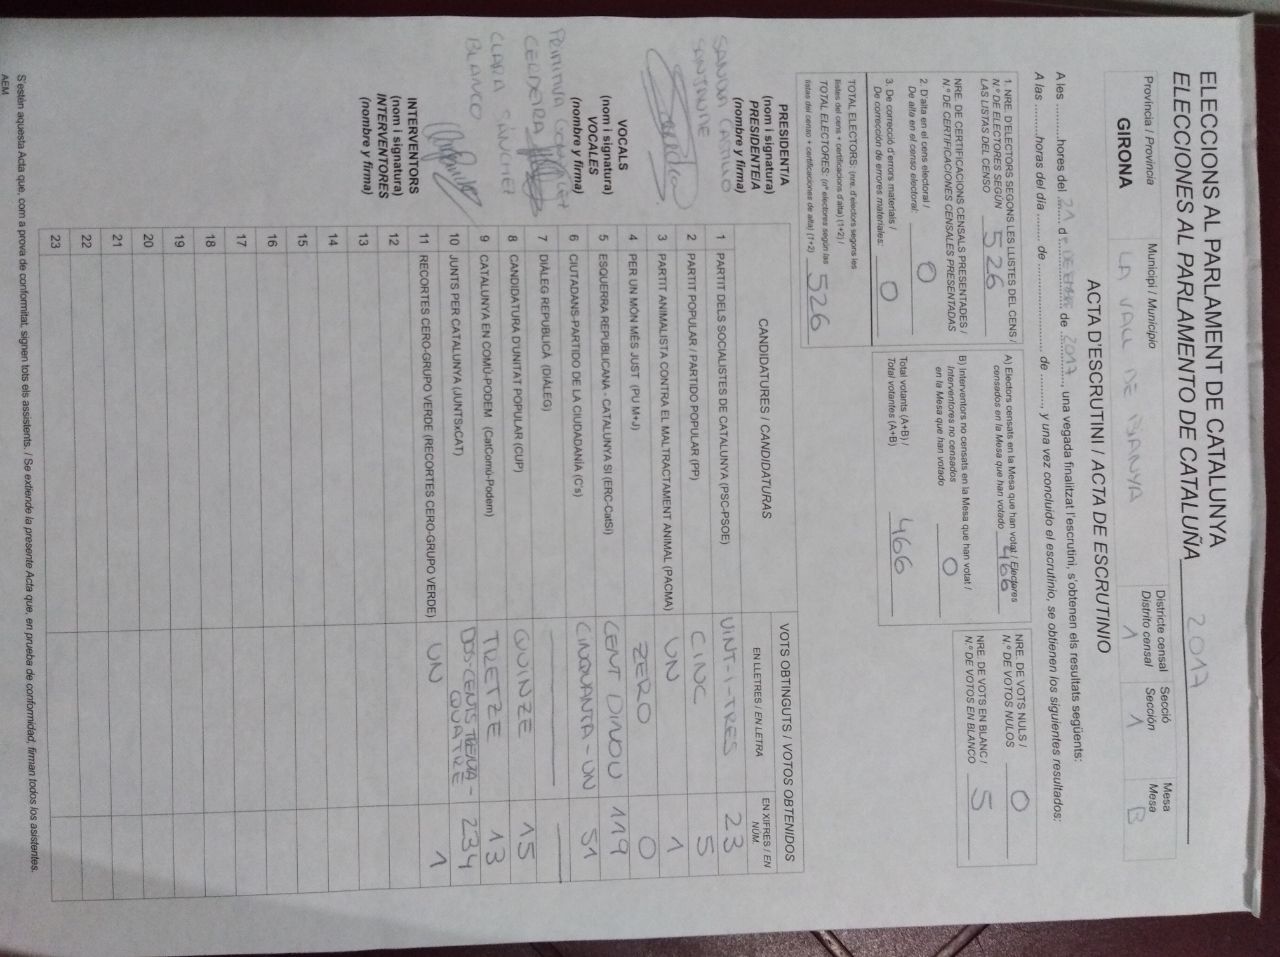 ELECCIONS AL PARLAMENT DE CATALUNYA
ELECCIONES AL PARLAMENTO DE CATALUÑA 2017
Província / Provincia
GIRONA
Municipi / Municipio
LA VALL DE BIANYA
Districte censal
Distrito censal
1
Secció
Sección
1
Mesa
Mesa
B
ACTA D'ESCRUTINI / ACTA DE ESCRUTINIO
A les ............hores del 21 d DESEMBRE de 2017, una vegada finalitzat l'escrutini, s'obtenen els resultats següents:
A las ..........horas del día .......... de .............................. de .......... y una vez concluido el escrutinio, se obtienen los siguientes resultados:
1. NRE. D'ELECTORS SEGONS LES LLISTES DEL CENS /
N.º DE ELECTORES SEGÚN
LAS LISTAS DEL CENSO 526
NRE. DE CERTIFICACIONS CENSALS PRESENTADES /
N.º DE CERTIFICACIONES CENSALES PRESENTADAS
2. D'alta en el cens electoral /
De alta en el censo electoral: 0
3. De correcció d'errors materials /
De corrección de errores materiales: 0
TOTAL ELECTORS: (nre. d'electors segons les
llistes del cens + certificacions d'alta) (1+2) /
TOTAL ELECTORES: (nº electores según las
listas del censo + certificaciones de alta) (1+2) 526
A) Electors censats en la Mesa que han votat / Electores
censados en la Mesa que han votado 466
B) Interventors no censats en la Mesa que han votat /
Interventores no censados
en la Mesa que han votado 0
Total votants (A+B) /
Total votantes (A+B) 466
NRE. DE VOTS NULS /
N.º DE VOTOS NULOS 0
NRE. DE VOTS EN BLANC /
N.º DE VOTOS EN BLANCO 5
PRESIDENT/A
(nom i signatura)
PRESIDENTE/A
(nombre y firma)
VOCALS
(nom i signatura)
VOCALES
(nombre y firma)
CERDEIRA
CLARA SÁNCHEZ
BLANCO
INTERVENTORS
(nom i signatura)
INTERVENTORES
(nombre y firma)
CANDIDATURES / CANDIDATURAS
VOTS OBTINGUTS / VOTOS OBTENIDOS
EN LLETRES / EN LETRA
EN XIFRES / EN NÚM.
1 PARTIT DELS SOCIALISTES DE CATALUNYA (PSC-PSOE) VINT-I-TRES 23
2 PARTIT POPULAR / PARTIDO POPULAR (PP) CINC 5
3 PARTIT ANIMALISTA CONTRA EL MALTRACTAMENT ANIMAL (PACMA) UN 1
4 PER UN MÓN MÉS JUST (PU M+J) ZERO 0
5 ESQUERRA REPUBLICANA - CATALUNYA SI (ERC-CatSí) CENT DINOU 119
6 CIUTADANS-PARTIDO DE LA CIUDADANÍA (C's) CINQUANTA-UN 51
7 DIÀLEG REPUBLICÀ (DIÀLEG)
8 CANDIDATURA D'UNITAT POPULAR (CUP) QUINZE 15
9 CATALUNYA EN COMÚ-PODEM (CatComú-Podem) TRETZE 13
10 JUNTS PER CATALUNYA (JUNTSxCAT) DOS-CENTS TRENTA-QUATRE 234
11 RECORTES CERO-GRUPO VERDE (RECORTES CERO-GRUPO VERDE) UN 1
12
13
14
15
16
17
18
19
20
21
22
23
S'estén aquesta Acta que, com a prova de conformitat, signen tots els assistents. / Se extiende la presente Acta que, en prueba de conformidad, firman todos los asistentes.
AEM